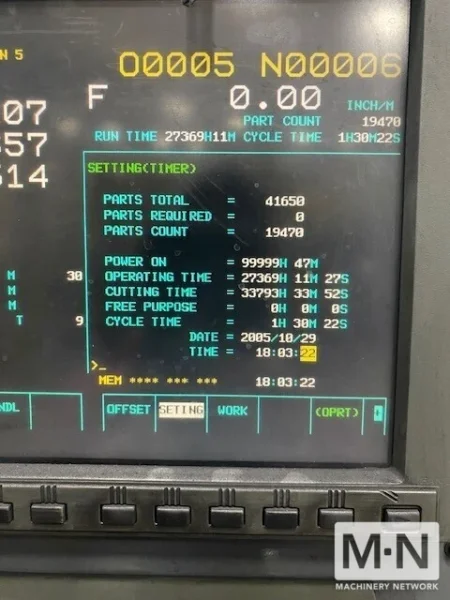 N 5
O0005 N00006
F 0.00 INCH/M
PART COUNT 19470
RUN TIME 27369H11M CYCLE TIME 1H30M22S
07
357
514
SETTING(TIMER)
PARTS TOTAL = 41650
PARTS REQUIRED = 0
PARTS COUNT = 19470
POWER ON = 99999H 47M
M 30 OPERATING TIME = 27369H 11M 27S
M CUTTING TIME = 33793H 33M 52S
M FREE PURPOSE = 0H 0M 0S
T 9 CYCLE TIME = 1H 30M 22S
DATE = 2005/10/29
TIME = 18:03:22
>_
MEM **** *** *** 18:03:22
NDL OFFSET SETING WORK (OPRT)
M·N
MACHINERY NETWORK